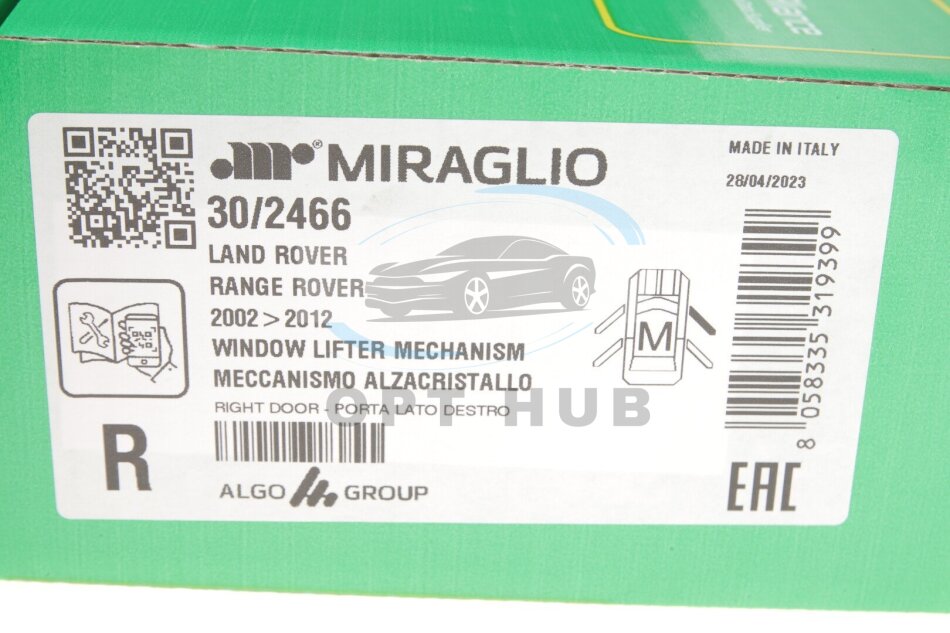 MIRAGLIO
30/2466
LAND ROVER
RANGE ROVER
2002 > 2012
WINDOW LIFTER MECHANISM
MECCANISMO ALZACRISTALLO
RIGHT DOOR - PORTA LATO DESTRO
R
ALGO GROUP
MADE IN ITALY
28/04/2023
M
8 058335 319399
EAC
OPT HUB